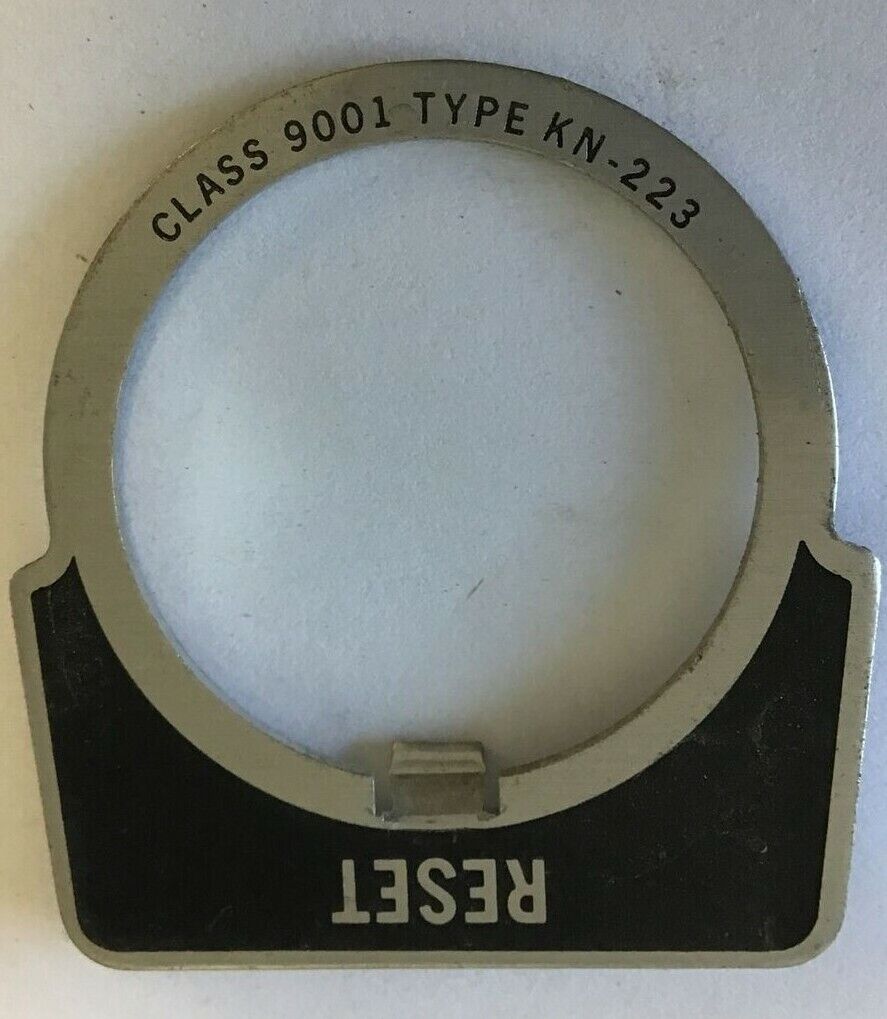 CLASS 9001 TYPE KN-223
RESET